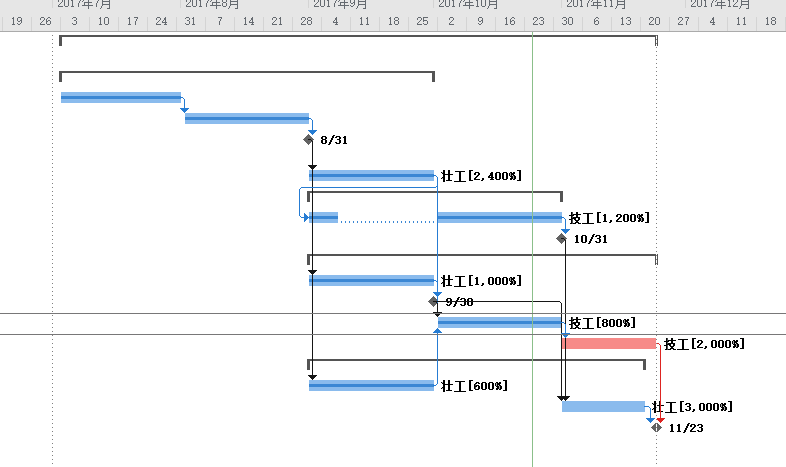 2017年7月 2017年8月 2017年9月 2017年10月 2017年11月 2017年12月
19 26 3 10 17 24 31 7 14 21 28 4 11 18 25 2 9 16 23 30 6 13 20 27 4 11 18
8/31
壮工[2,400%]
技工[1,200%]
10/31
壮工[1,000%]
9/30
技工[800%]
技工[2,000%]
壮工[600%]
壮工[3,000%]
11/23